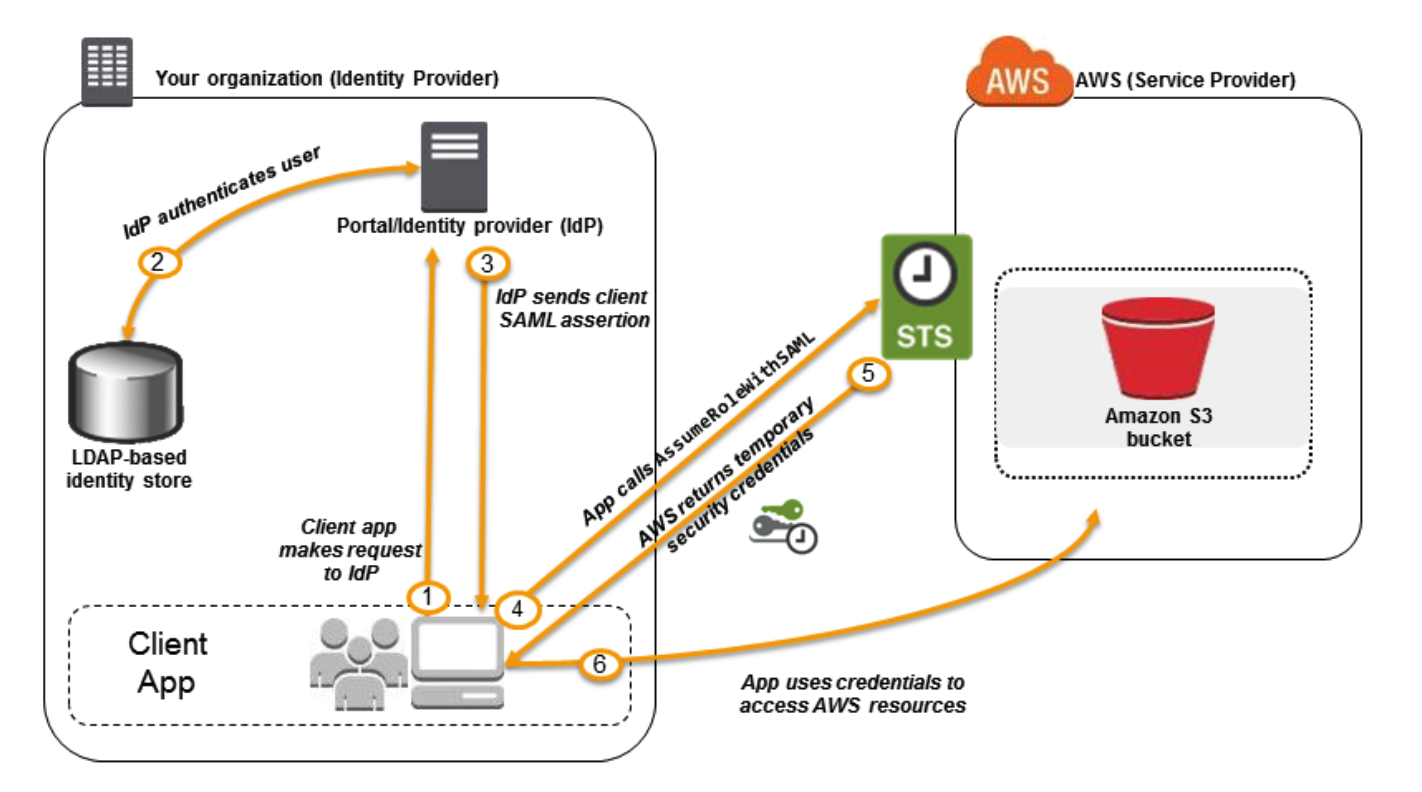 Your organization (Identity Provider)
AWS
AWS (Service Provider)
IdP authenticates user
Portal/Identity provider (IdP)
2
3
IdP sends client
SAML assertion
STS
5
Amazon S3
bucket
LDAP-based
identity store
App calls AssumeRoleWithSAML
AWS returns temporary
security credentials
Client app
makes request
to IdP
1
4
Client
App
6
App uses credentials to
access AWS resources